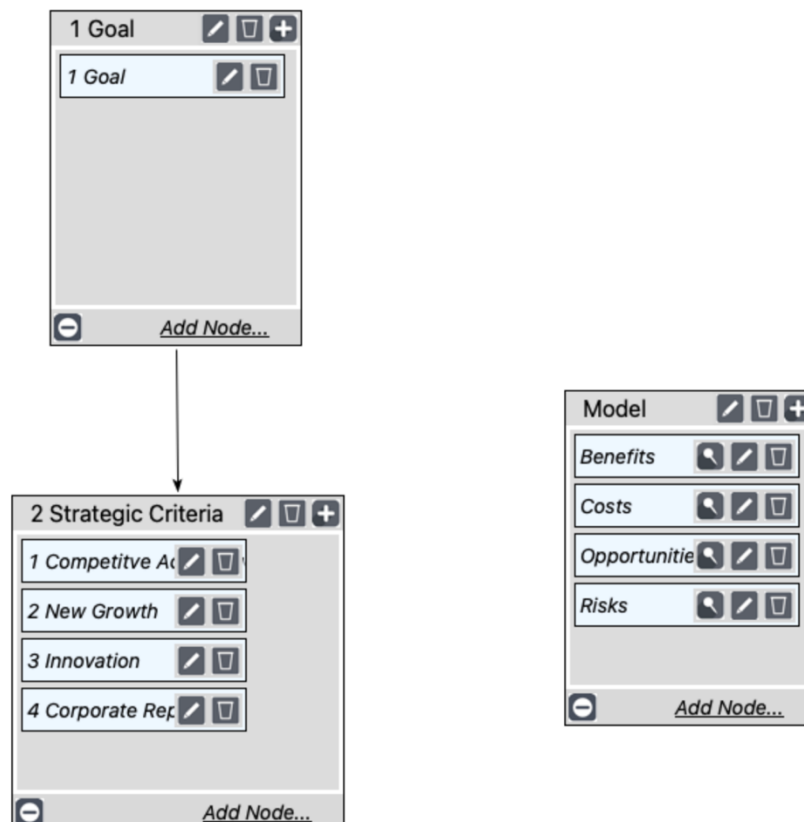 1 Goal
1 Goal
Add Node...
2 Strategic Criteria
1 Competitve
2 New Growth
3 Innovation
4 Corporate
Add Node...
Model
Benefits
Costs
Opportunitie
Risks
Add Node...